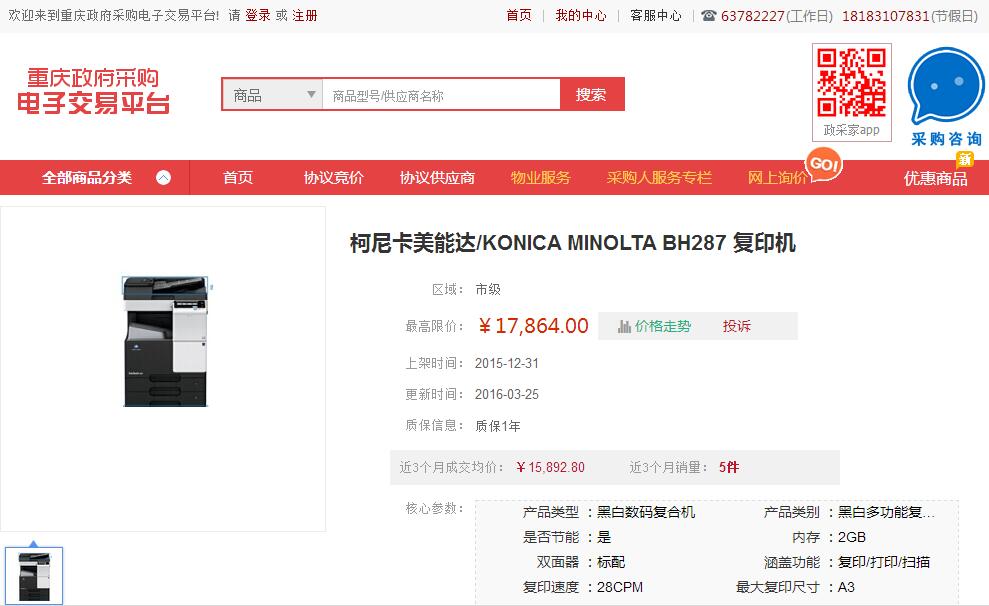 欢迎来到重庆政府采购电子交易平台! 请 登录 或 注册
首页 我的中心 客服中心 ☎ 63782227(工作日) 18183107831(节假日)
重庆政府采购
电子交易平台
商品 商品型号/供应商名称 搜索
政采家app
采购咨询
全部商品分类 首页 协议竞价 协议供应商 物业服务 采购人服务专栏 网上询价 GO! 优惠商品 新
柯尼卡美能达/KONICA MINOLTA BH287 复印机
区域: 市级
最高限价: ¥17,864.00 价格走势 投诉
上架时间: 2015-12-31
更新时间: 2016-03-25
质保信息: 质保1年
近3个月成交均价: ¥15,892.80 近3个月销量: 5件
核心参数:
产品类型 :黑白数码复合机 产品类别 :黑白多功能复...
是否节能 :是 内存 :2GB
双面器 :标配 涵盖功能 :复印/打印/扫描
复印速度 :28CPM 最大复印尺寸 :A3